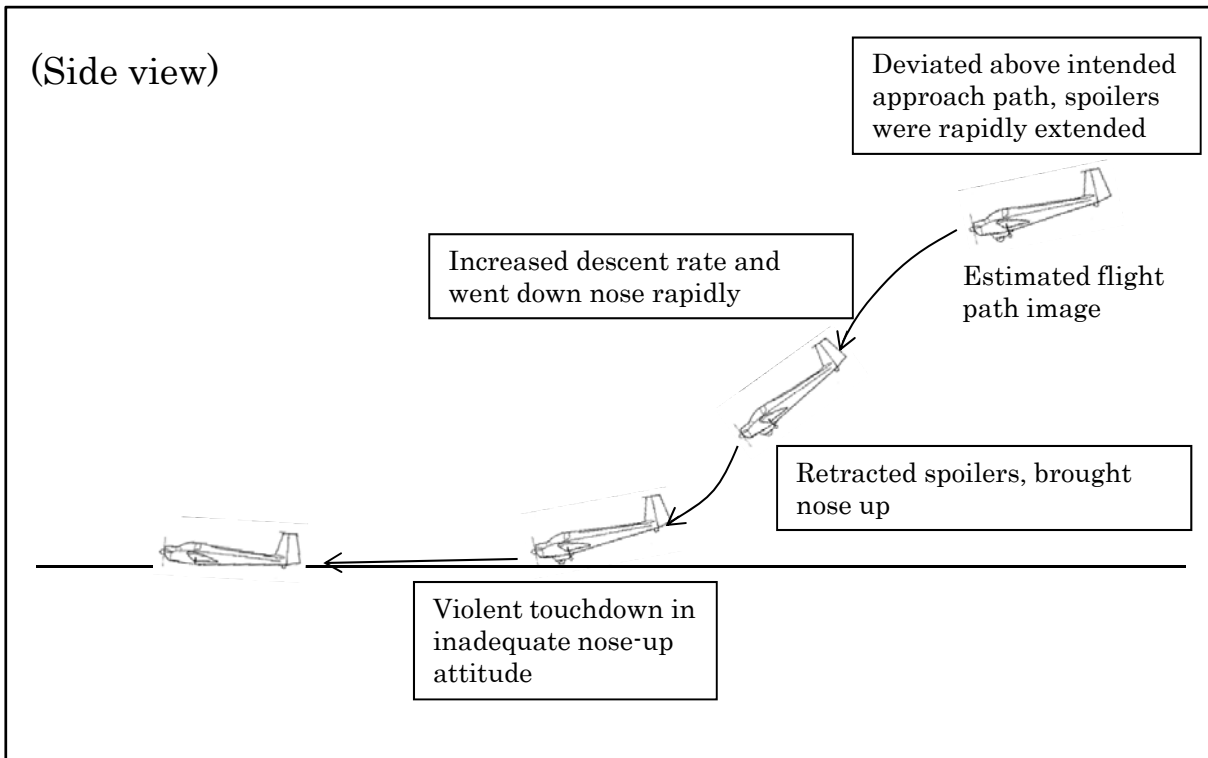 (Side view)
Deviated above intended
approach path, spoilers
were rapidly extended
Increased descent rate and
went down nose rapidly
Estimated flight
path image
Retracted spoilers, brought
nose up
Violent touchdown in
inadequate nose-up
attitude